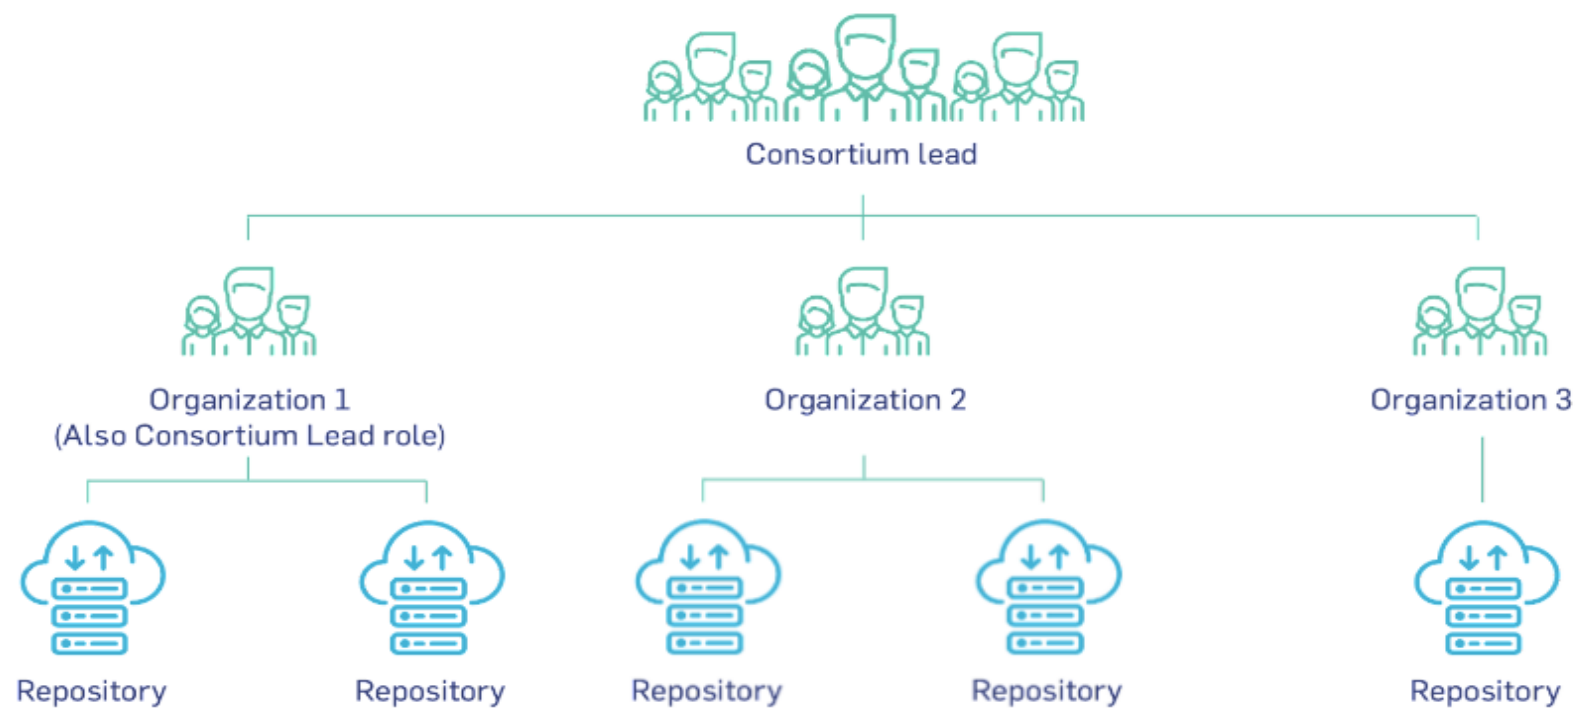 Consortium lead
Organization 1
(Also Consortium Lead role)
Organization 2
Organization 3
Repository
Repository
Repository
Repository
Repository